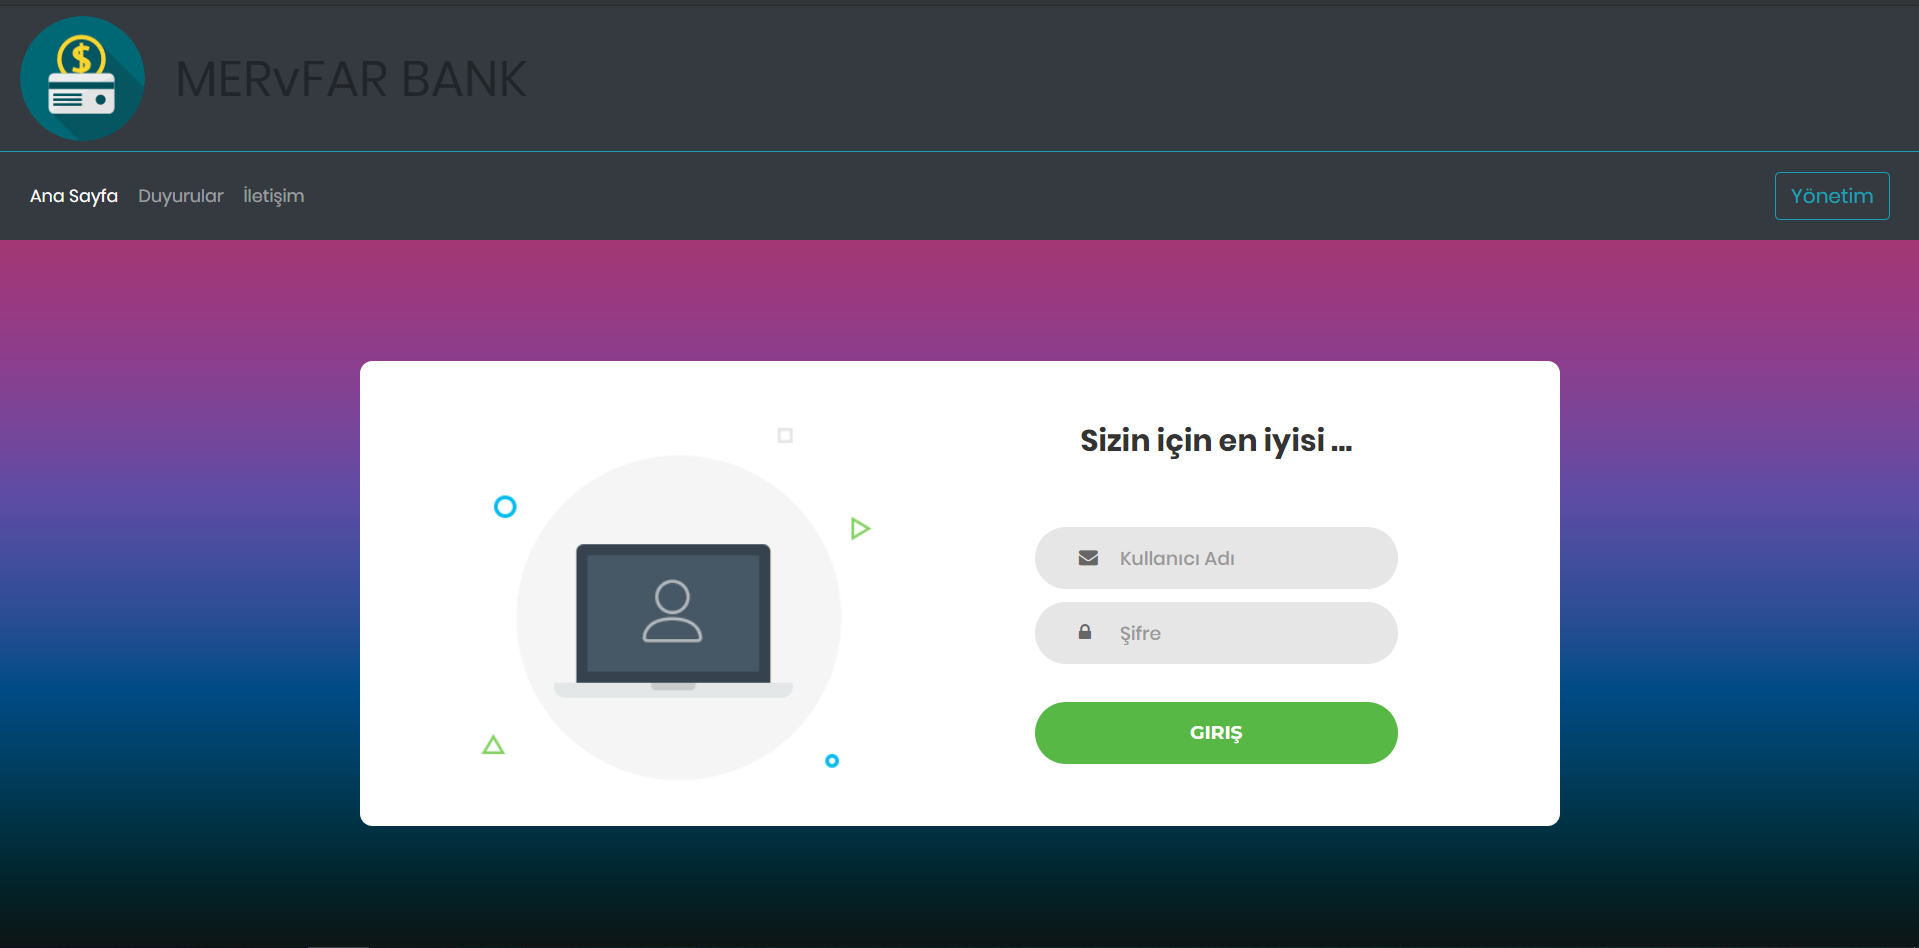 MERvFAR BANK
Ana Sayfa Duyurular İletişim Yönetim
Sizin için en iyisi ...
Kullanıcı Adı
Şifre
GIRIŞ